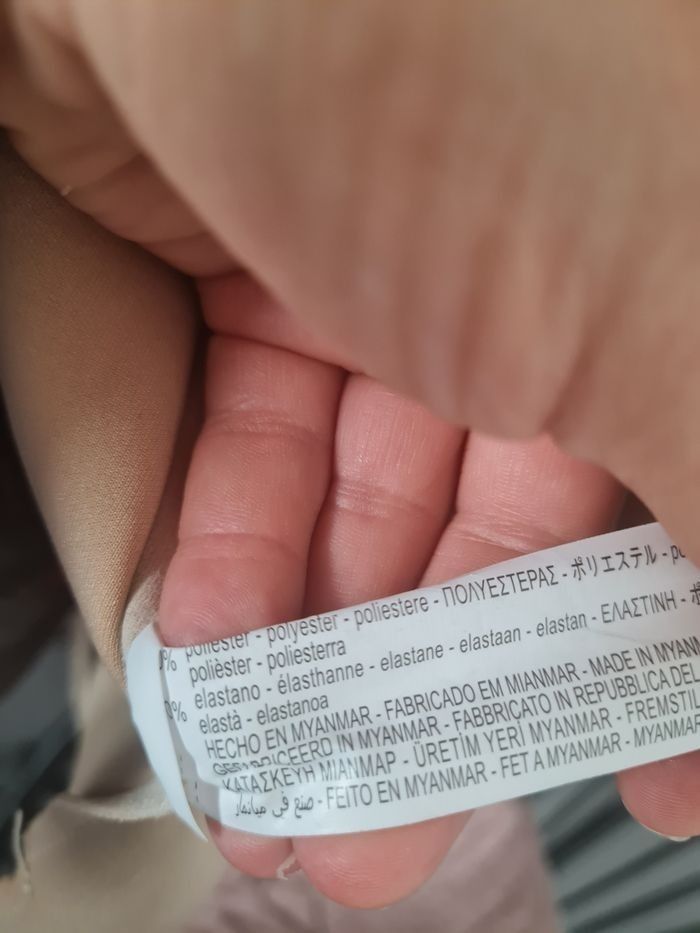 % poliéster - polyester - poliestere - ΠΟΛΥΕΣΤΕΡΑΣ - ポリエステル -
polièster - poliesterra
% elastano - élasthanne - elastane - elastaan - elastan - ΕΛΑΣΤΙΝΗ -
elastà - elastanoa
HECHO EN MYANMAR - FABRICADO EM MIANMAR - MADE IN MYANM
IN MYANMAR - FABBRICATO IN REPUBBLICA DEL
ΚΑΤΑΣΚΕΥΗ ΜΙΑΝΜΑΡ - ÜRETİM YERİ MYANMAR - FREMSTIL
صنع في ميانمار - FEITO EN MYANMAR - FET A MYANMAR - MYANMAR